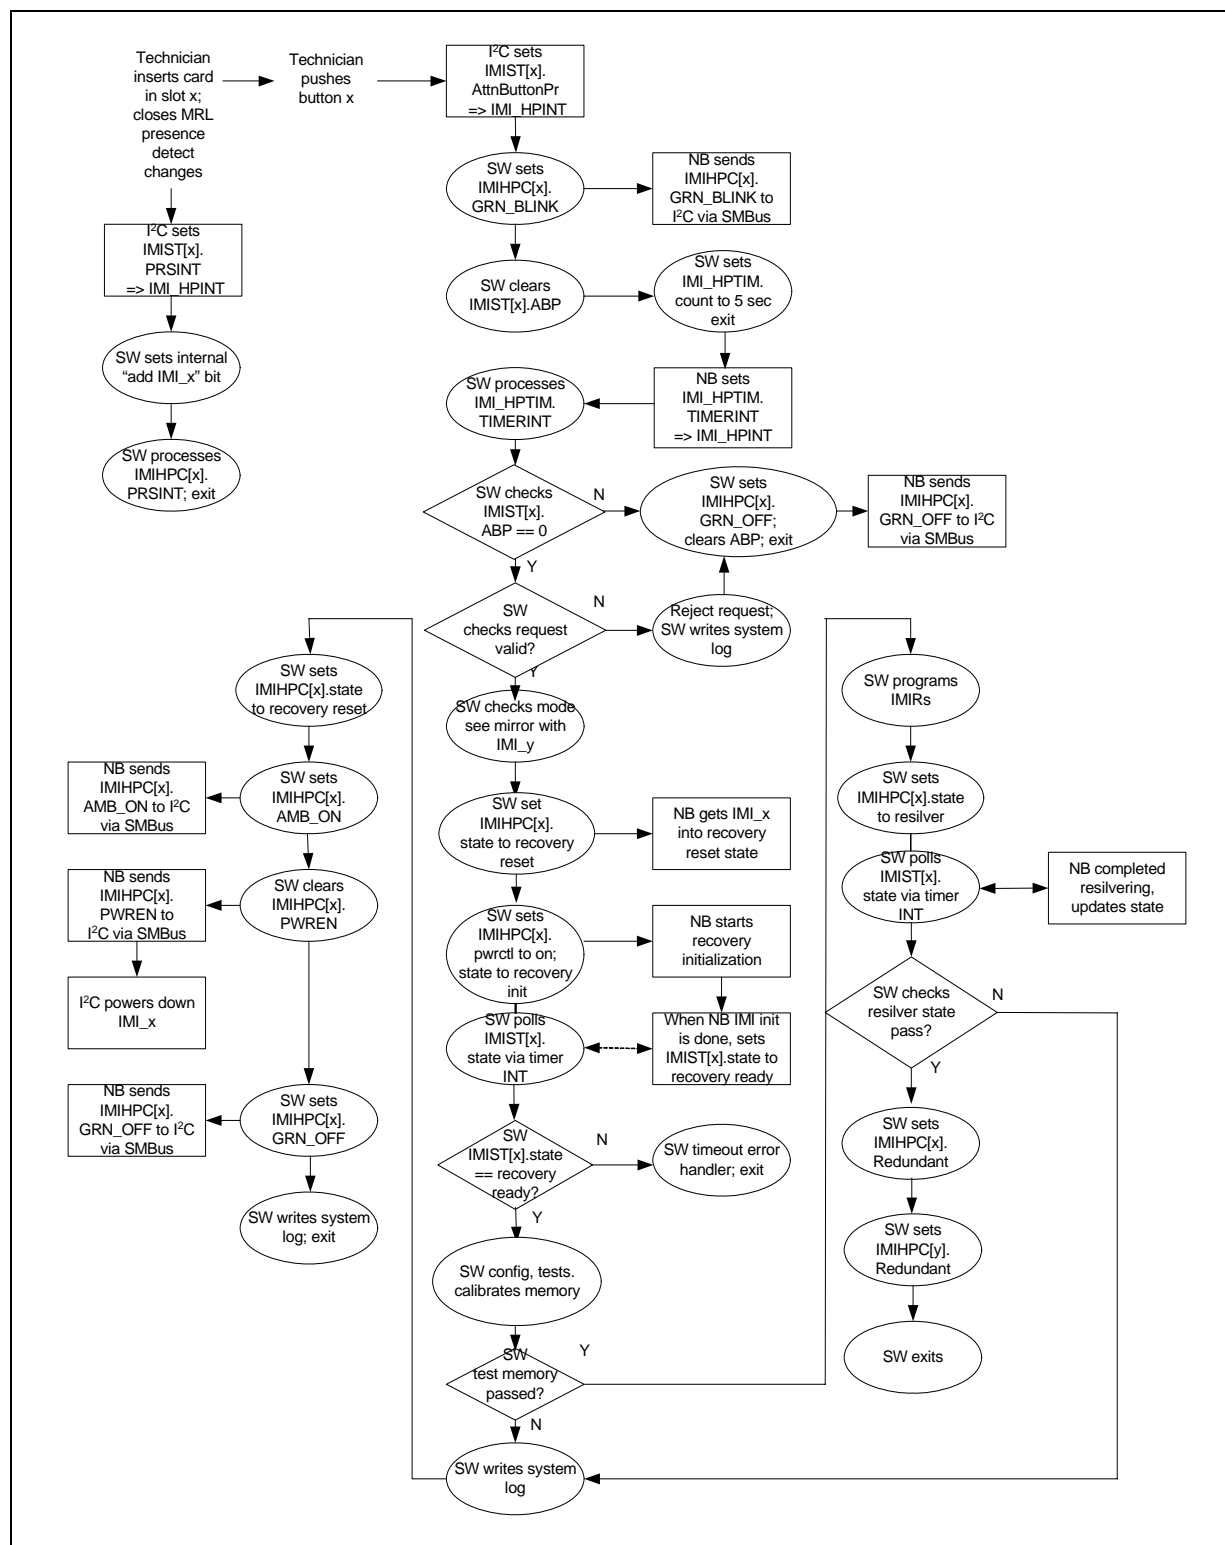 Technician
inserts card
in slot x;
closes MRL
presence
detect
changes
Technician
pushes
button x
I²C sets
IMIST[x].
AttnButtonPr
=> IMI_HPINT
SW sets
IMIHPC[x].
GRN_BLINK
NB sends
IMIHPC[x].
GRN_BLINK to
I²C via SMBus
I²C sets
IMIST[x].
PRSINT
=> IMI_HPINT
SW clears
IMIST[x].ABP
SW sets
IMI_HPTIM.
count to 5 sec
exit
SW sets internal
“add IMI_x” bit
SW processes
IMI_HPTIM.
TIMERINT
NB sets
IMI_HPTIM.
TIMERINT
=> IMI_HPINT
SW processes
IMIHPC[x].
PRSINT; exit
SW checks
IMIST[x].
ABP == 0
N
Y
SW sets
IMIHPC[x].
GRN_OFF;
clears ABP; exit
NB sends
IMIHPC[x].
GRN_OFF to I²C
via SMBus
SW
checks request
valid?
N
Y
Reject request;
SW writes system
log
SW sets
IMIHPC[x].state
to recovery reset
SW checks mode
see mirror with
IMI_y
SW programs
IMIRs
NB sends
IMIHPC[x].
AMB_ON to I²C
via SMBus
SW sets
IMIHPC[x].
AMB_ON
SW set
IMIHPC[x].
state to recovery
reset
NB gets IMI_x
into recovery
reset state
SW sets
IMIHPC[x].state
to resilver
NB sends
IMIHPC[x].
PWREN to
I²C via SMBus
SW clears
IMIHPC[x].
PWREN
SW sets
IMIHPC[x].
pwrctl to on;
state to recovery
init
NB starts
recovery
initialization
SW polls
IMIST[x].
state via timer
INT
NB completed
resilvering,
updates state
I²C powers down
IMI_x
SW polls
IMIST[x].
state via timer
INT
When NB IMI init
is done, sets
IMIST[x].state to
recovery ready
SW checks
resilver state
pass?
N
Y
NB sends
IMIHPC[x].
GRN_OFF to I²C
via SMBus
SW sets
IMIHPC[x].
GRN_OFF
SW
IMIST[x].state
== recovery
ready?
N
Y
SW timeout error
handler; exit
SW sets
IMIHPC[x].
Redundant
SW writes system
log; exit
SW config, tests.
calibrates memory
SW sets
IMIHPC[y].
Redundant
SW
test memory
passed?
Y
N
SW exits
SW writes system
log